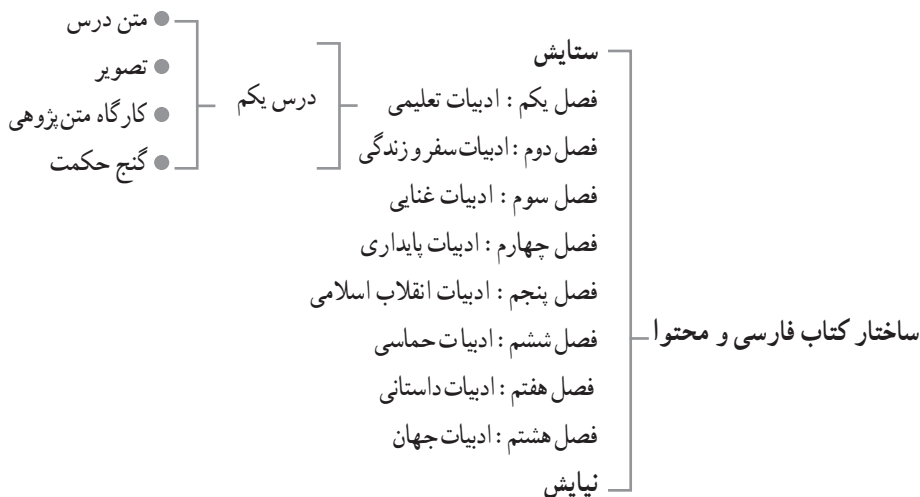 ساختار کتاب فارسی و محتوا
ستایش
فصل یکم : ادبیات تعلیمی
فصل دوم : ادبیات سفر و زندگی
فصل سوم : ادبیات غنایی
فصل چهارم : ادبیات پایداری
فصل پنجم : ادبیات انقلاب اسلامی
فصل ششم : ادبیات حماسی
فصل هفتم : ادبیات داستانی
فصل هشتم : ادبیات جهان
نیایش
درس یکم
● متن درس
● تصویر
● کارگاه متن‌پژوهی
● گنج حکمت